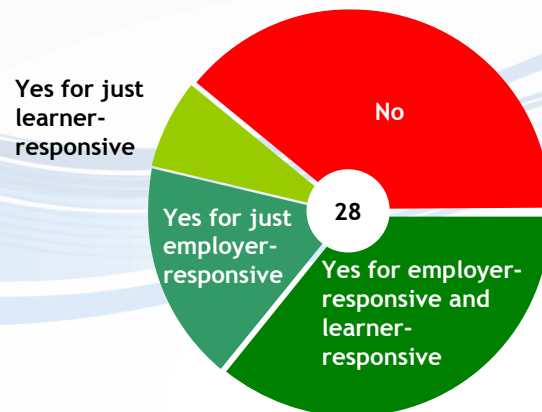 Yes for just
learner-
responsive
No
28
Yes for just
employer-
responsive
Yes for employer-
responsive and
learner-
responsive